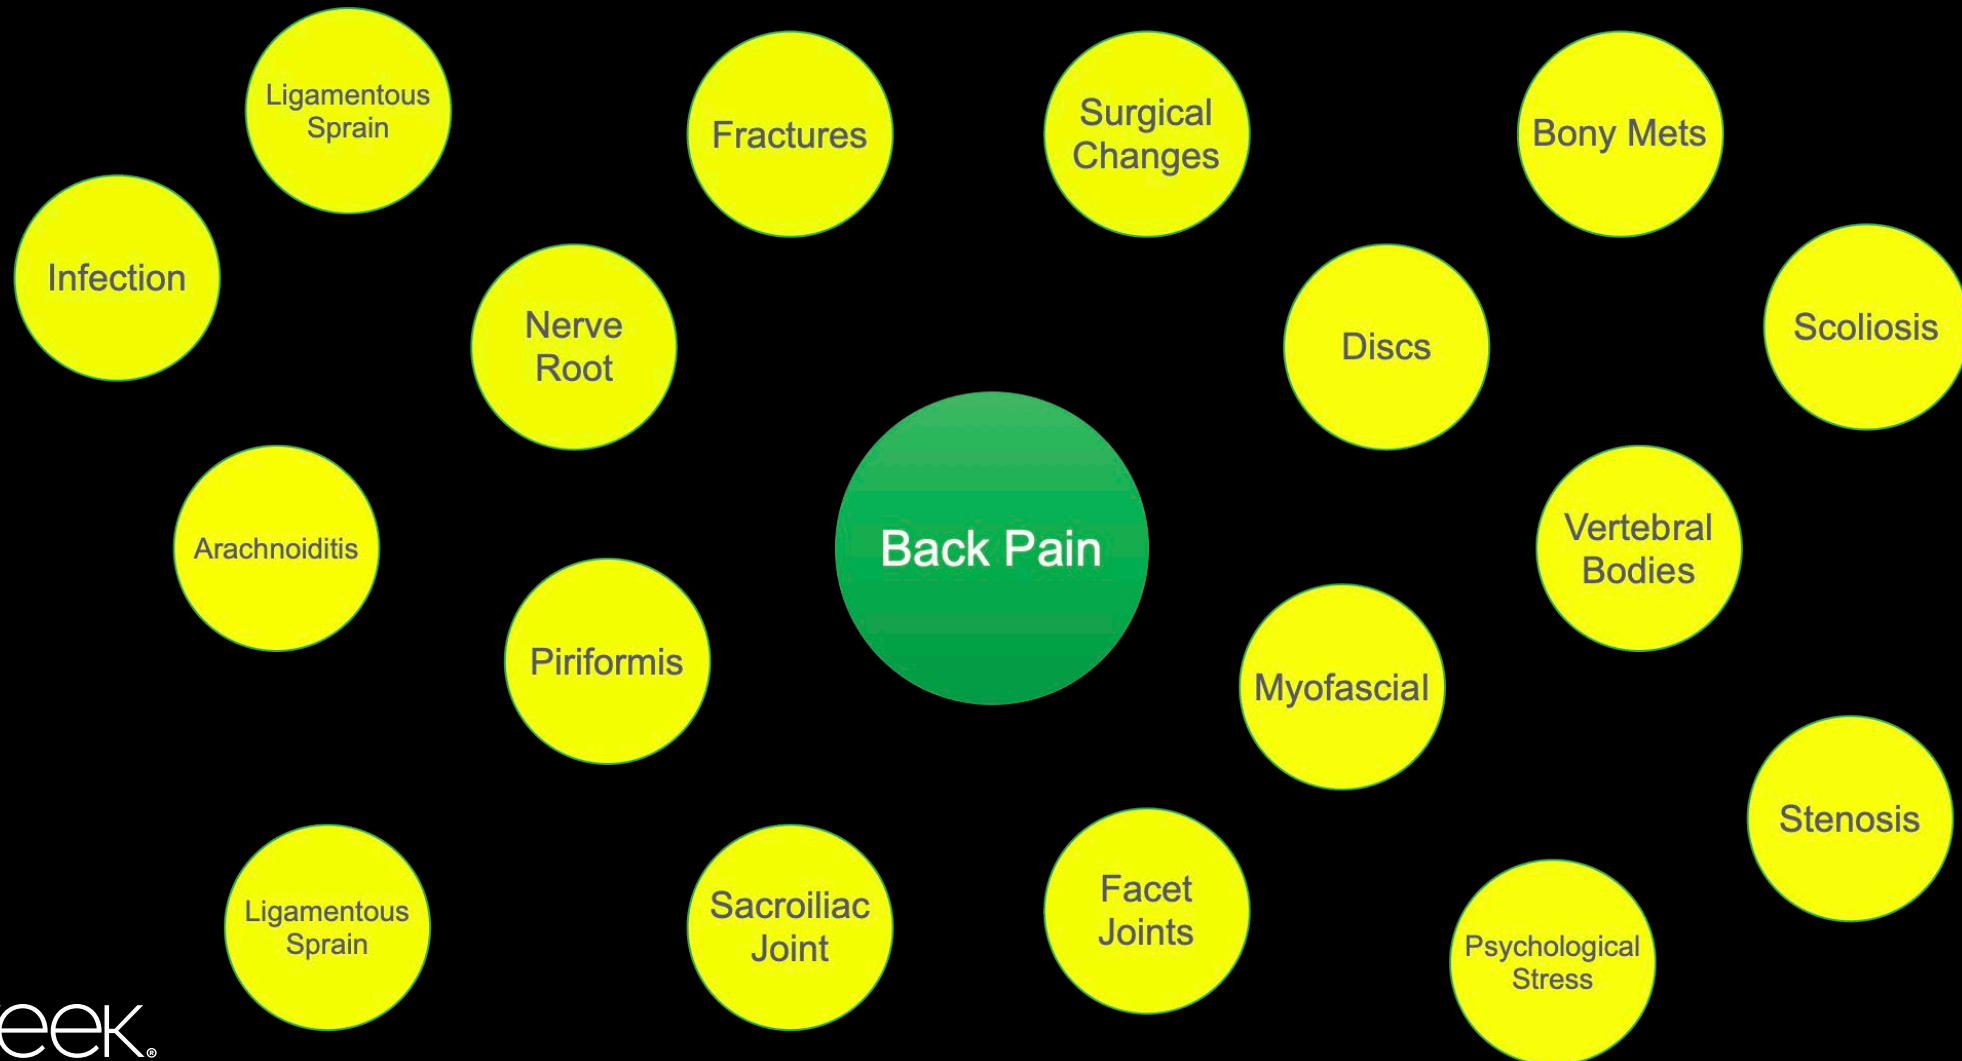 Ligamentous
Sprain
Fractures
Surgical
Changes
Bony Mets
Infection
Nerve
Root
Discs
Scoliosis
Arachnoiditis
Back Pain
Vertebral
Bodies
Piriformis
Myofascial
Stenosis
Ligamentous
Sprain
Sacroiliac
Joint
Facet
Joints
Psychological
Stress
eek®